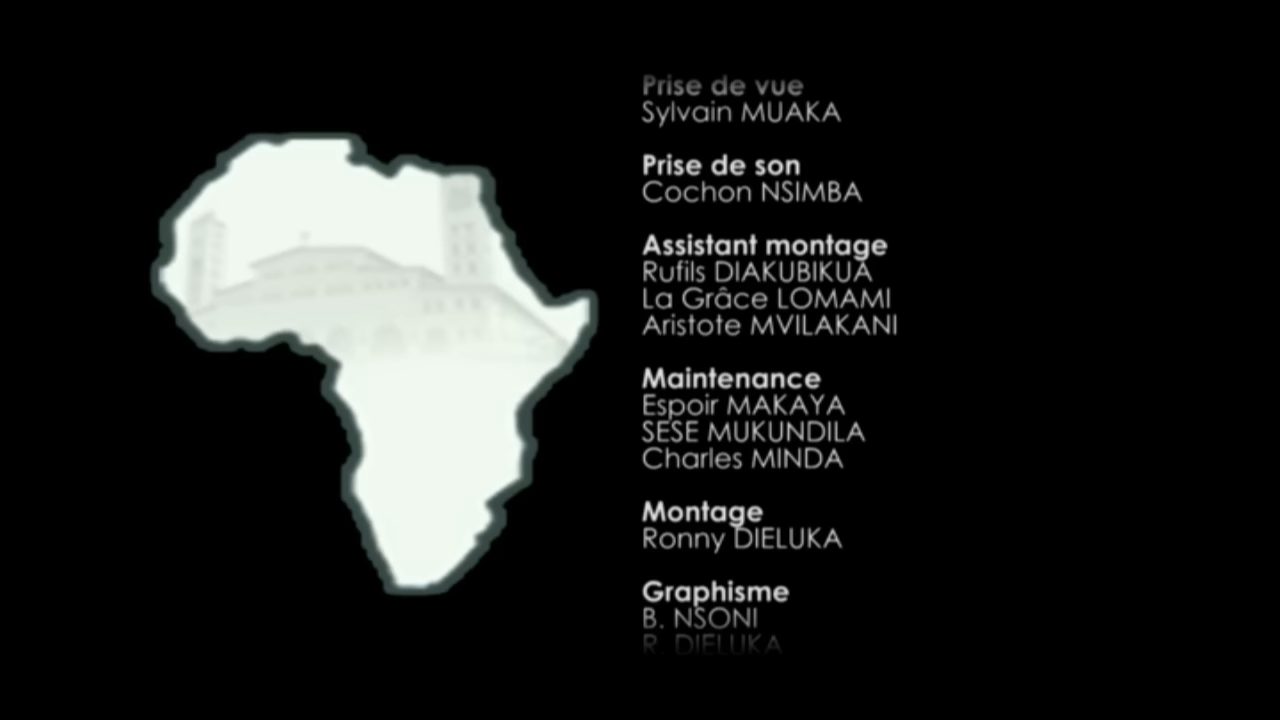 Prise de vue
Sylvain MUAKA
Prise de son
Cochon NSIMBA
Assistant montage
Rufils DIAKUBIKUA
La Grâce LOMAMI
Aristote MVILAKANI
Maintenance
Espoir MAKAYA
SESE MUKUNDILA
Charles MINDA
Montage
Ronny DIELUKA
Graphisme
B. NSONI
R. DIELUKA